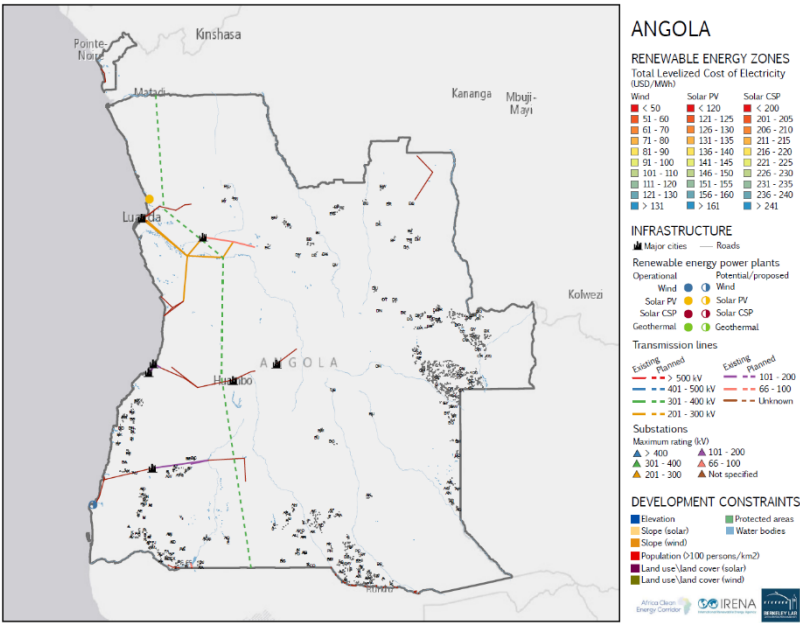 Kinshasa
Pointe-
Noire
Matadi
Kananga
Mbuji-
Mayi
Luanda
Kolwezi
ANGOLA
Huambo
Rundu
ANGOLA
RENEWABLE ENERGY ZONES
Total Levelized Cost of Electricity
(USD/MWh)
Wind Solar PV Solar CSP
< 50 < 120 < 200
51 - 60 121 - 125 201 - 205
61 - 70 126 - 130 206 - 210
71 - 80 131 - 135 211 - 215
81 - 90 136 - 140 216 - 220
91 - 100 141 - 145 221 - 225
101 - 110 146 - 150 226 - 230
111 - 120 151 - 155 231 - 235
121 - 130 156 - 160 236 - 240
> 131 > 161 > 241
INFRASTRUCTURE
Major cities Roads
Renewable energy power plants
Operational Potential/proposed
Wind Wind
Solar PV Solar PV
Solar CSP Solar CSP
Geothermal Geothermal
Transmission lines
Existing Planned Existing Planned
> 500 kV 101 - 200
401 - 500 kV 66 - 100
301 - 400 kV Unknown
201 - 300 kV
Substations
Maximum rating (kV)
> 400 101 - 200
301 - 400 66 - 100
201 - 300 Not specified
DEVELOPMENT CONSTRAINTS
Elevation Protected areas
Slope (solar) Water bodies
Slope (wind)
Population (>100 persons/km2)
Land use\land cover (solar)
Land use\land cover (wind)
Africa Clean
Energy Corridor
IRENA
International Renewable Energy Agency
BERKELEY LAB